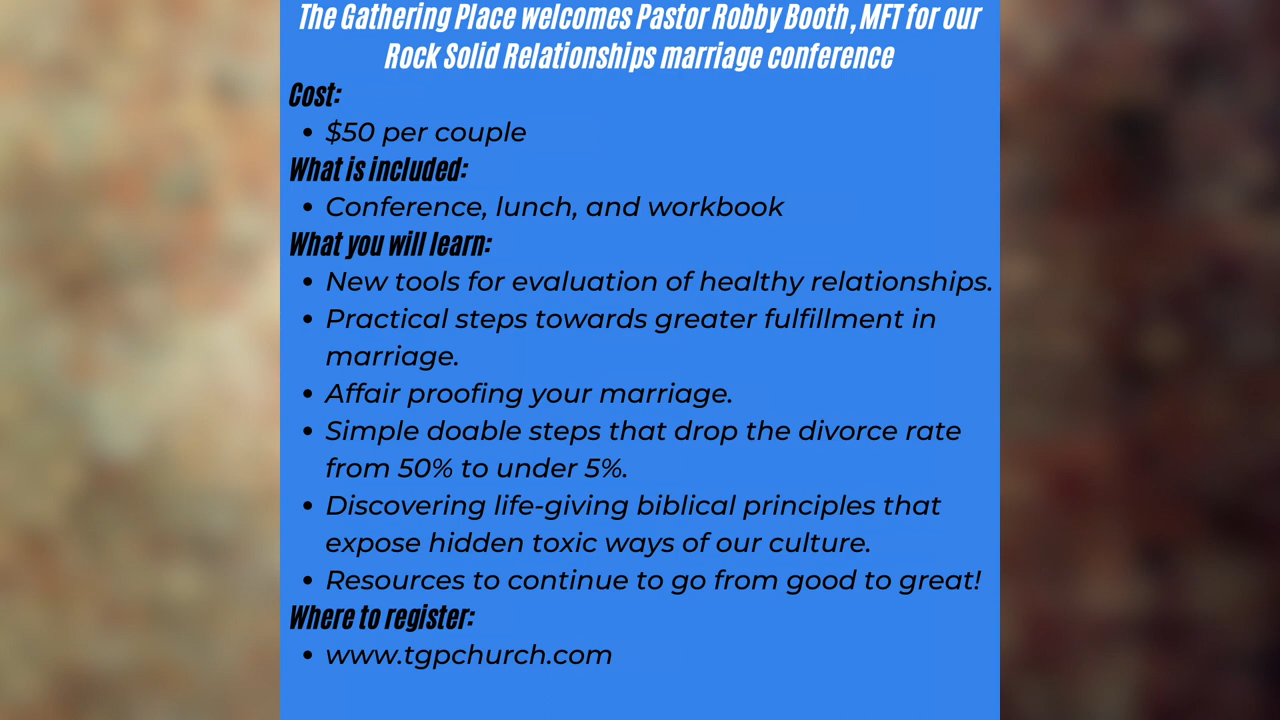 The Gathering Place welcomes Pastor Robby Booth, MFT for our
Rock Solid Relationships marriage conference
Cost:
• $50 per couple
What is included:
• Conference, lunch, and workbook
What you will learn:
• New tools for evaluation of healthy relationships.
• Practical steps towards greater fulfillment in
marriage.
• Affair proofing your marriage.
• Simple doable steps that drop the divorce rate
from 50% to under 5%.
• Discovering life-giving biblical principles that
expose hidden toxic ways of our culture.
• Resources to continue to go from good to great!
Where to register:
• www.tgpchurch.com